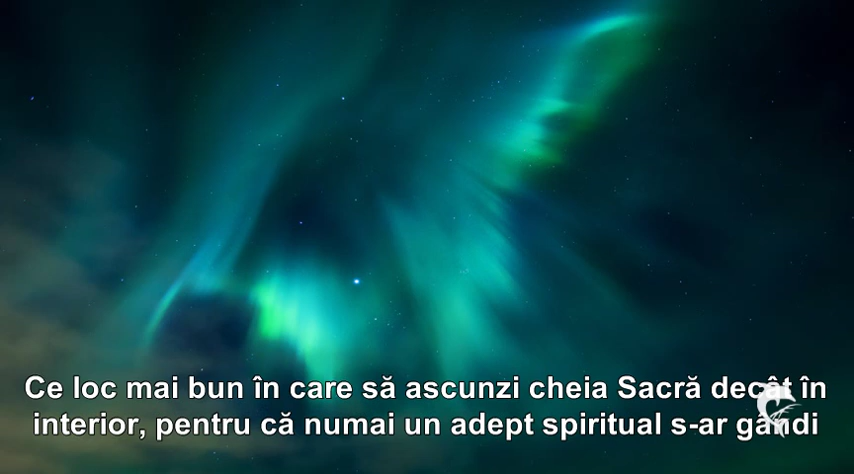 Ce loc mai bun în care să ascunzi cheia Sacră decât în
interior, pentru că numai un adept spiritual s-ar gândi